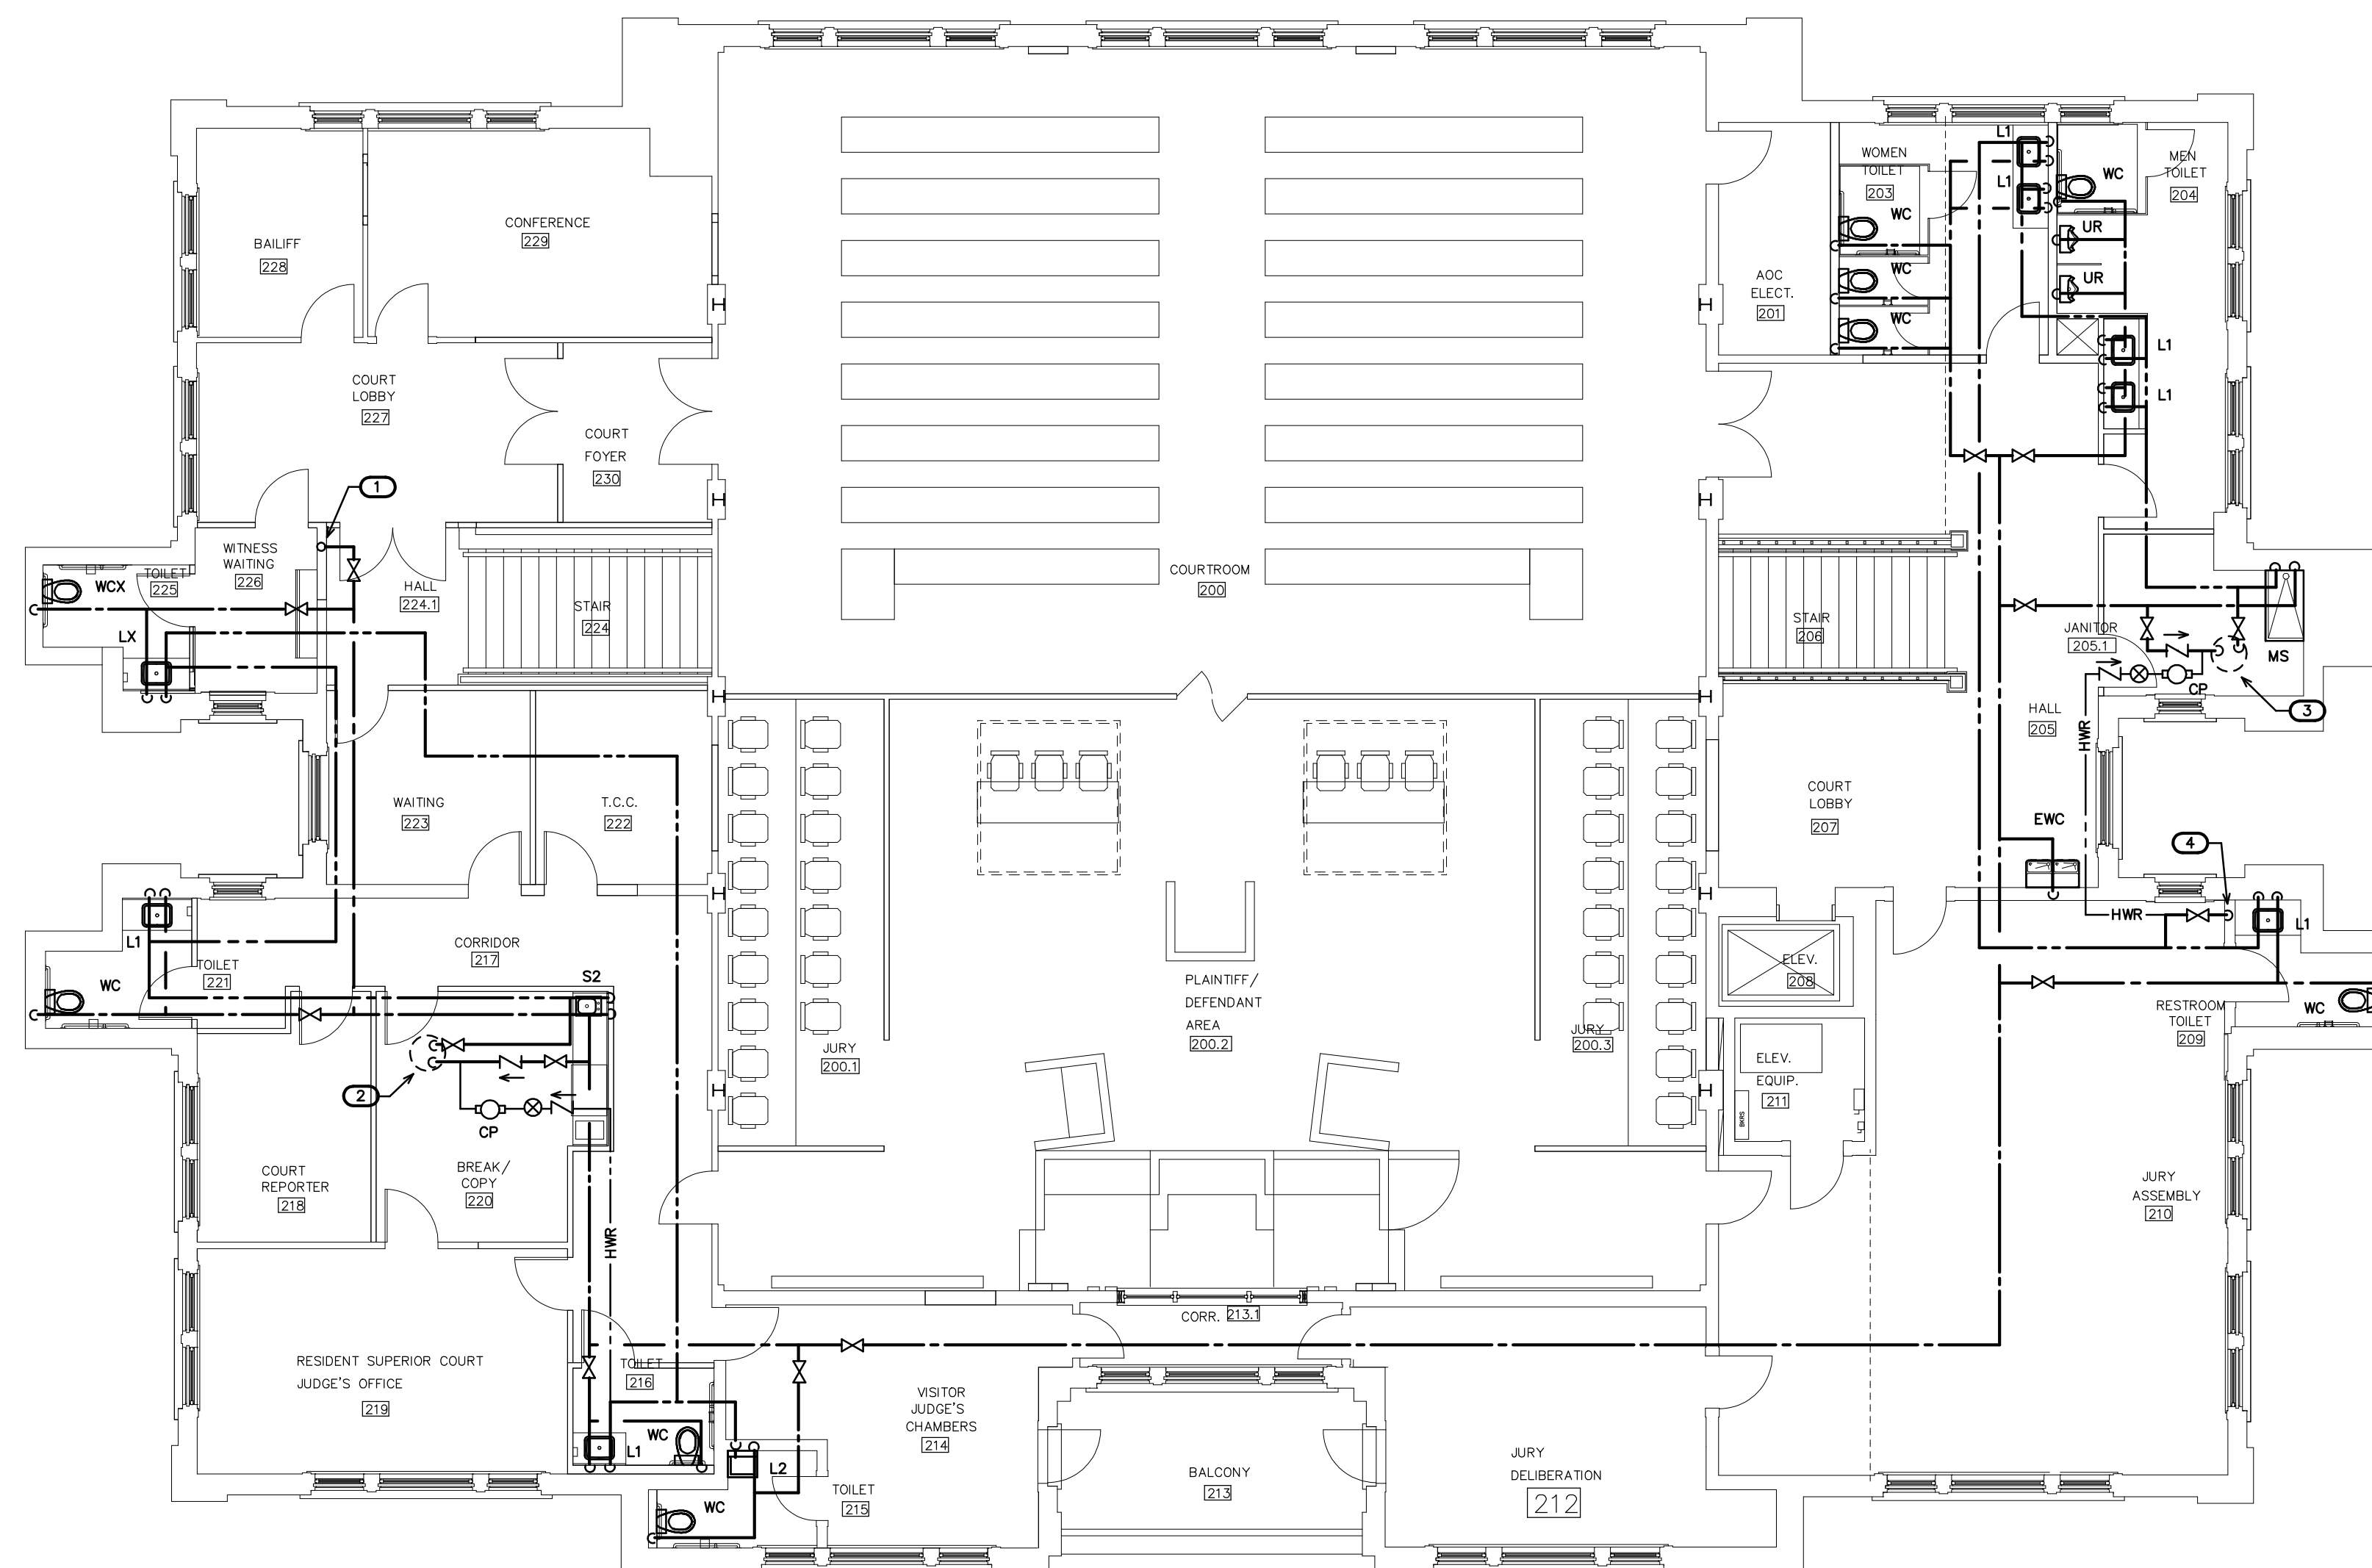 L1
WOMEN
TOILET
203
L1
WC
MEN
TOILET
204
WC
CONFERENCE
229
BAILIFF
228
WC
UR
WC
UR
AOC
ELECT.
201
WC
L1
COURT
LOBBY
227
L1
COURT
FOYER
230
1
WITNESS
WAITING
226
TOILET
225
WCX
HALL
224.1
STAIR
224
COURTROOM
200
STAIR
206
JANITOR
205.1
LX
MS
CP
HALL
205
3
HWR
WAITING
223
T.C.C.
222
COURT
LOBBY
207
EWC
4
HWR
L1
L1
CORRIDOR
217
TOILET
221
S2
WC
PLAINTIFF/
DEFENDANT
AREA
200.2
ELEV.
208
RESTROOM
TOILET
209
WC
JURY
200.1
JURY
200.3
ELEV.
EQUIP.
211
BKRS
2
CP
COURT
REPORTER
218
BREAK/
COPY
220
JURY
ASSEMBLY
210
HWR
CORR.
213.1
RESIDENT SUPERIOR COURT
JUDGE'S OFFICE
219
TOILET
216
VISITOR
JUDGE'S
CHAMBERS
214
WC
L1
L2
TOILET
215
WC
BALCONY
213
JURY
DELIBERATION
212